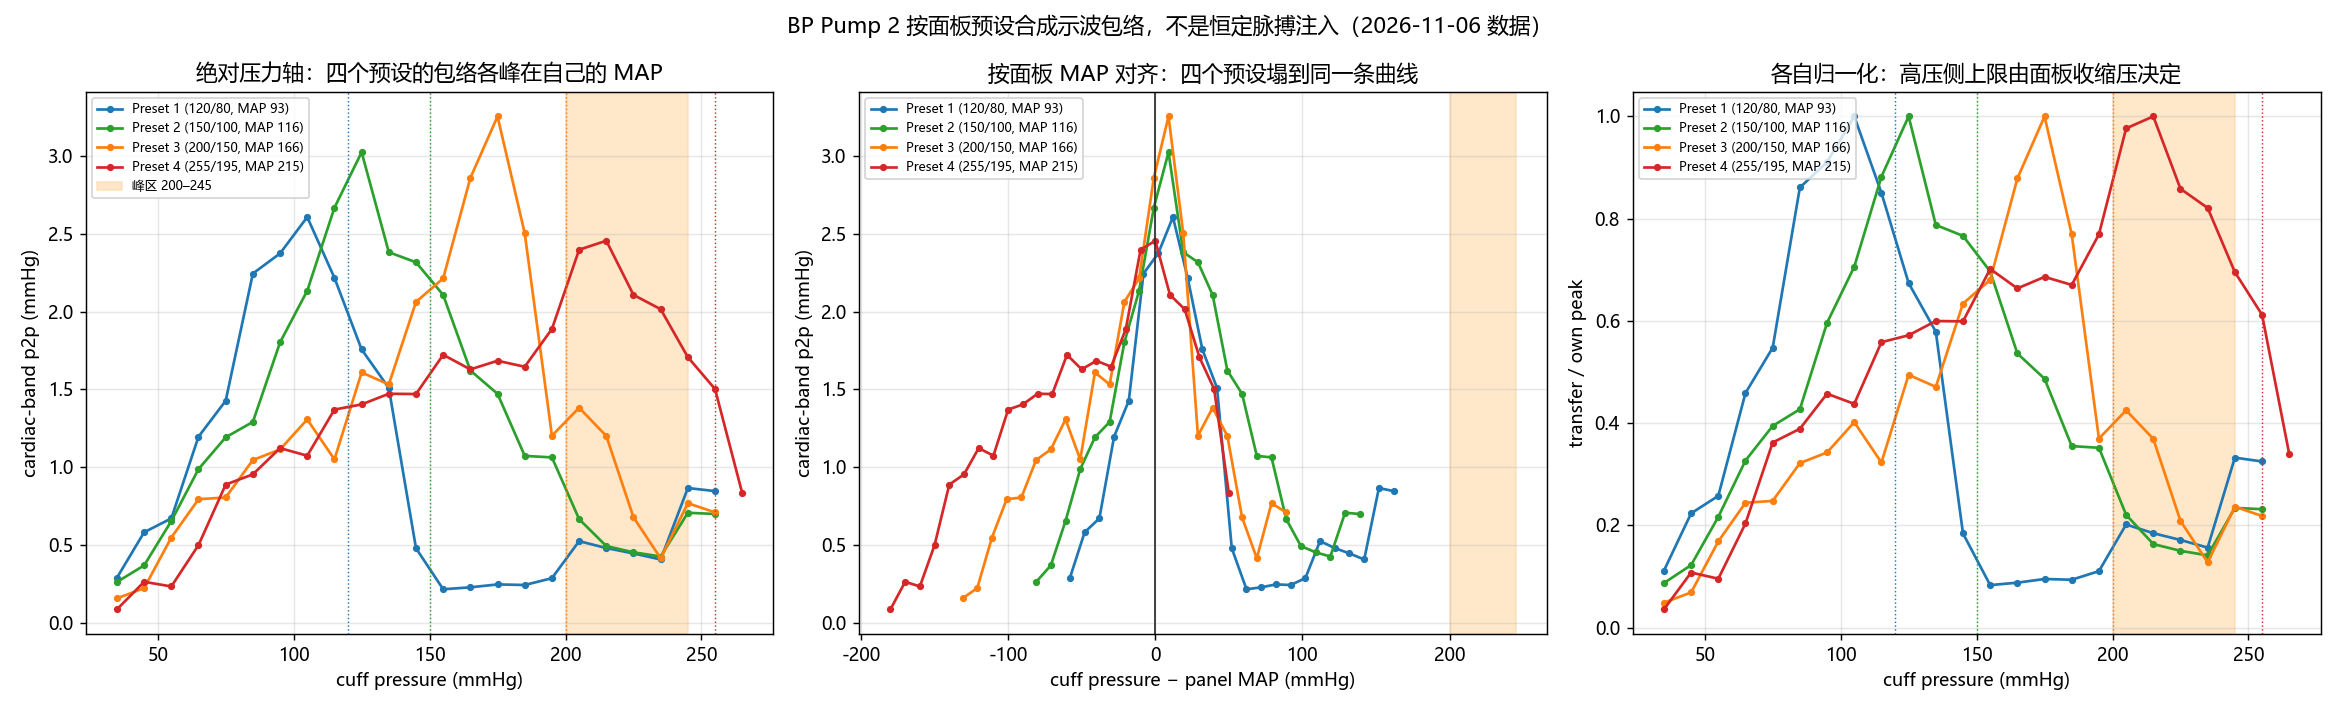 BP Pump 2 按面板预设合成示波包络，不是恒定脉搏注入（2026-11-06 数据）
绝对压力轴：四个预设的包络各峰在自己的 MAP
Preset 1 (120/80, MAP 93)
Preset 2 (150/100, MAP 116)
Preset 3 (200/150, MAP 166)
Preset 4 (255/195, MAP 215)
峰区 200–245
cardiac-band p2p (mmHg)
3.0
2.5
2.0
1.5
1.0
0.5
0.0
50
100
150
200
250
cuff pressure (mmHg)
按面板 MAP 对齐：四个预设塌到同一条曲线
Preset 1 (120/80, MAP 93)
Preset 2 (150/100, MAP 116)
Preset 3 (200/150, MAP 166)
Preset 4 (255/195, MAP 215)
cardiac-band p2p (mmHg)
3.0
2.5
2.0
1.5
1.0
0.5
0.0
-200
-100
0
100
200
cuff pressure − panel MAP (mmHg)
各自归一化：高压侧上限由面板收缩压决定
Preset 1 (120/80, MAP 93)
Preset 2 (150/100, MAP 116)
Preset 3 (200/150, MAP 166)
Preset 4 (255/195, MAP 215)
transfer / own peak
1.0
0.8
0.6
0.4
0.2
0.0
50
100
150
200
250
cuff pressure (mmHg)